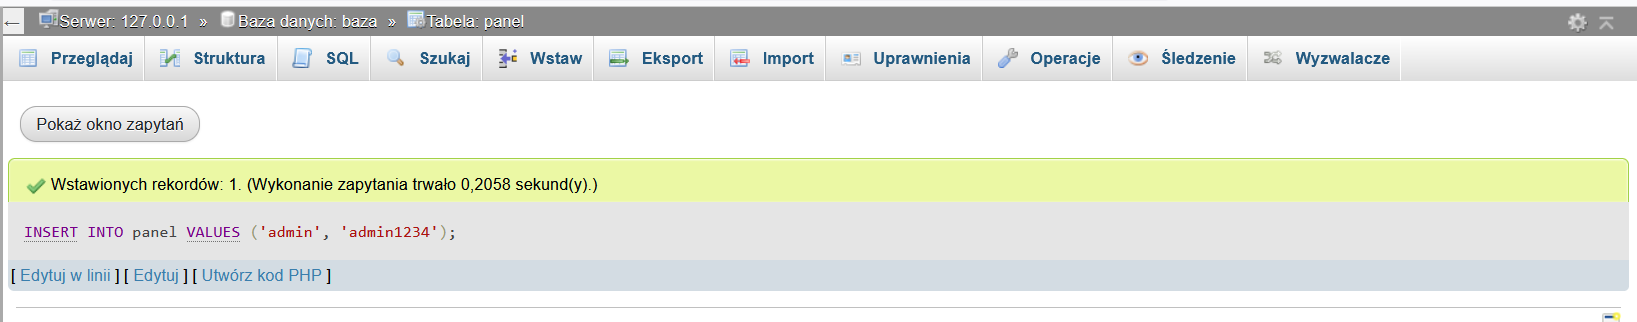 ← Serwer: 127.0.0.1 » Baza danych: baza » Tabela: panel
Przeglądaj Struktura SQL Szukaj Wstaw Eksport Import Uprawnienia Operacje Śledzenie Wyzwalacze
Pokaż okno zapytań
Wstawionych rekordów: 1. (Wykonanie zapytania trwało 0,2058 sekund(y).)
INSERT INTO panel VALUES ('admin', 'admin1234');
[ Edytuj w linii ] [ Edytuj ] [ Utwórz kod PHP ]